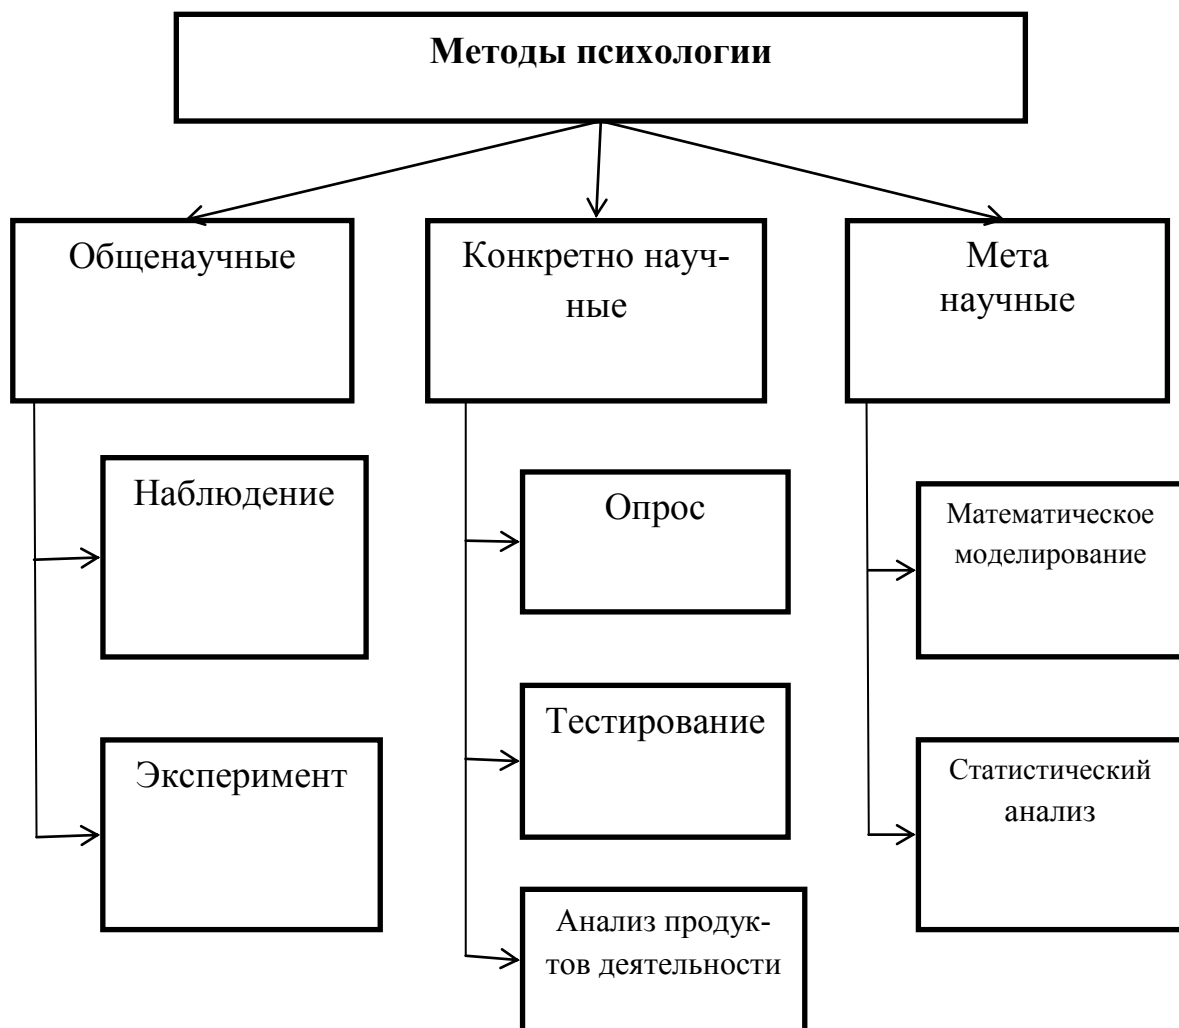 Методы психологии
Общенаучные
Конкретно науч-
ные
Мета
научные
Наблюдение
Эксперимент
Опрос
Тестирование
Анализ продук-
тов деятельности
Математическое
моделирование
Статистический
анализ